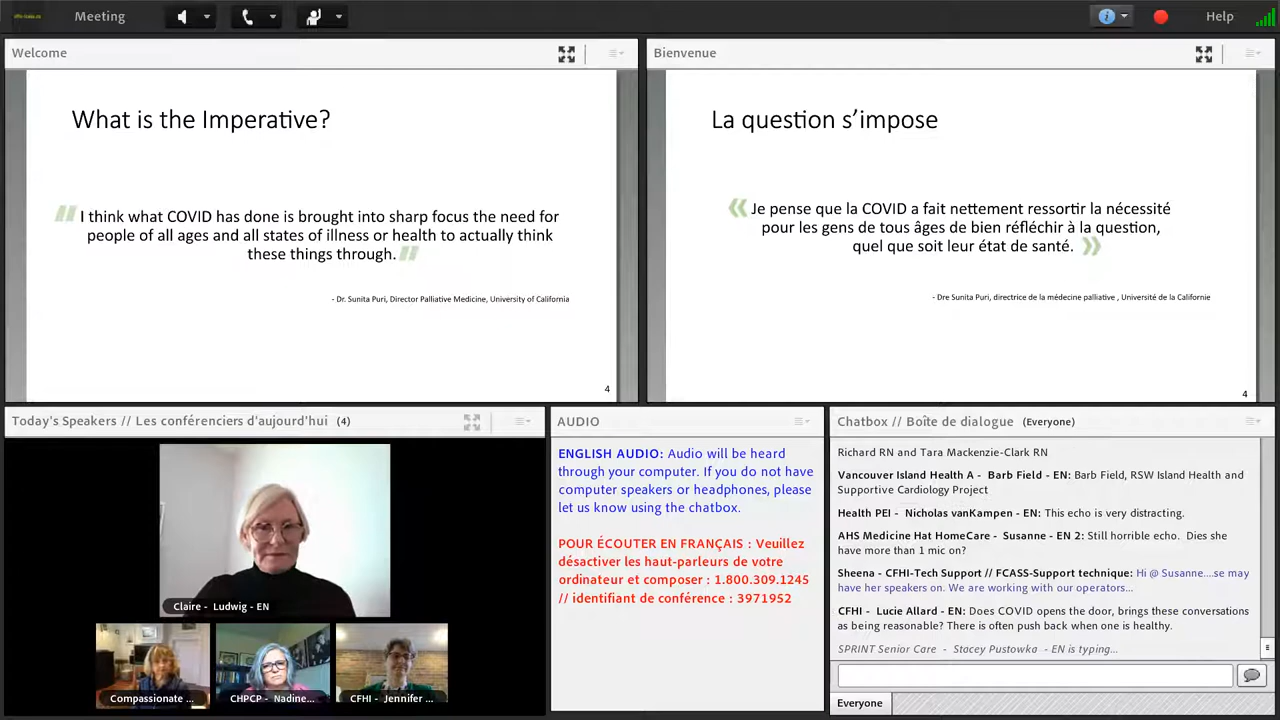 Meeting
Help
Welcome
What is the Imperative?
" I think what COVID has done is brought into sharp focus the need for
people of all ages and all states of illness or health to actually think
these things through. "
- Dr. Sunita Puri, Director Palliative Medicine, University of California
4
Bienvenue
La question s'impose
« Je pense que la COVID a fait nettement ressortir la nécessité
pour les gens de tous âges de bien réfléchir à la question,
quel que soit leur état de santé. »
- Dre Sunita Puri, directrice de la médecine palliative , Université de la Californie
4
Today's Speakers // Les conférenciers d'aujourd'hui (4)
Claire - Ludwig - EN
Compassionate ...
CHPCP - Nadine...
CFHI - Jennifer ...
AUDIO
ENGLISH AUDIO: Audio will be heard
through your computer. If you do not have
computer speakers or headphones, please
let us know using the chatbox.
POUR ÉCOUTER EN FRANÇAIS : Veuillez
désactiver les haut-parleurs de votre
ordinateur et composer : 1.800.309.1245
// identifiant de conférence : 3971952
Chatbox // Boîte de dialogue (Everyone)
Richard RN and Tara Mackenzie-Clark RN
Vancouver Island Health A - Barb Field - EN: Barb Field, RSW Island Health and
Supportive Cardiology Project
Health PEI - Nicholas vanKampen - EN: This echo is very distracting.
AHS Medicine Hat HomeCare - Susanne - EN 2: Still horrible echo. Dies she
have more than 1 mic on?
Sheena - CFHI-Tech Support // FCASS-Support technique: Hi @ Susanne....se may
have her speakers on. We are working with our operators...
CFHI - Lucie Allard - EN: Does COVID opens the door, brings these conversations
as being reasonable? There is often push back when one is healthy.
SPRINT Senior Care - Stacey Pustowka - EN is typing...
Everyone